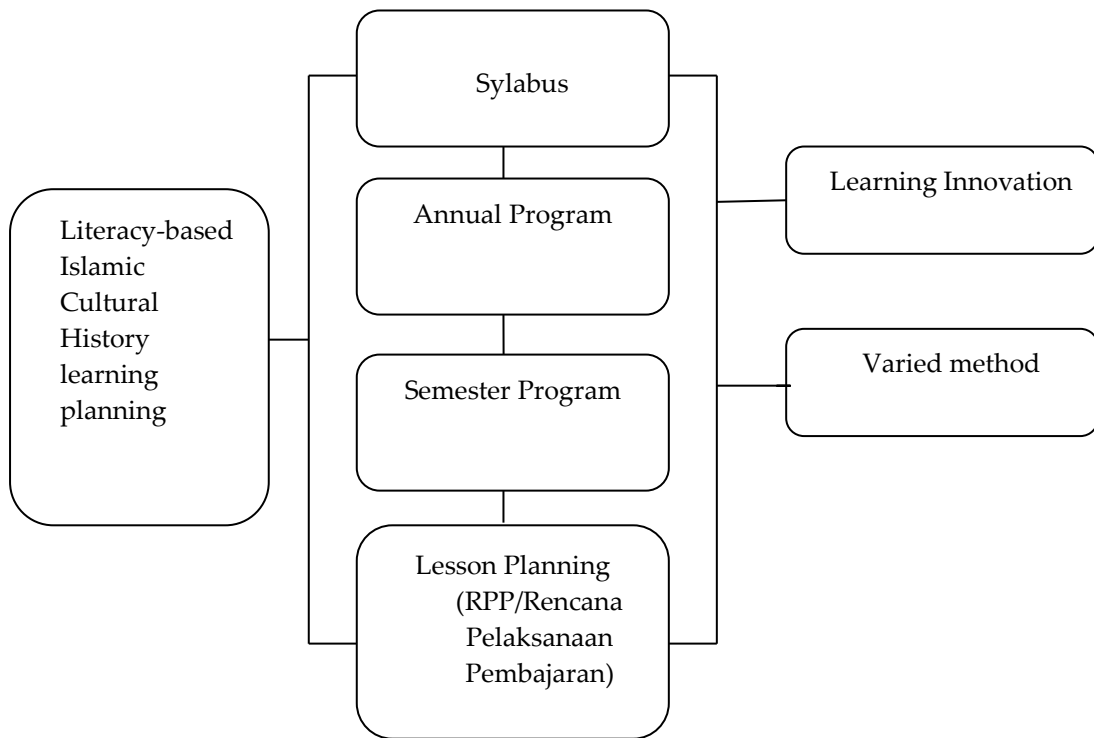 Sylabus
Learning Innovation
Annual Program
Literacy-based
Islamic
Cultural
History
learning
planning
Varied method
Semester Program
Lesson Planning
(RPP/Rencana
Pelaksanaan
Pembajaran)